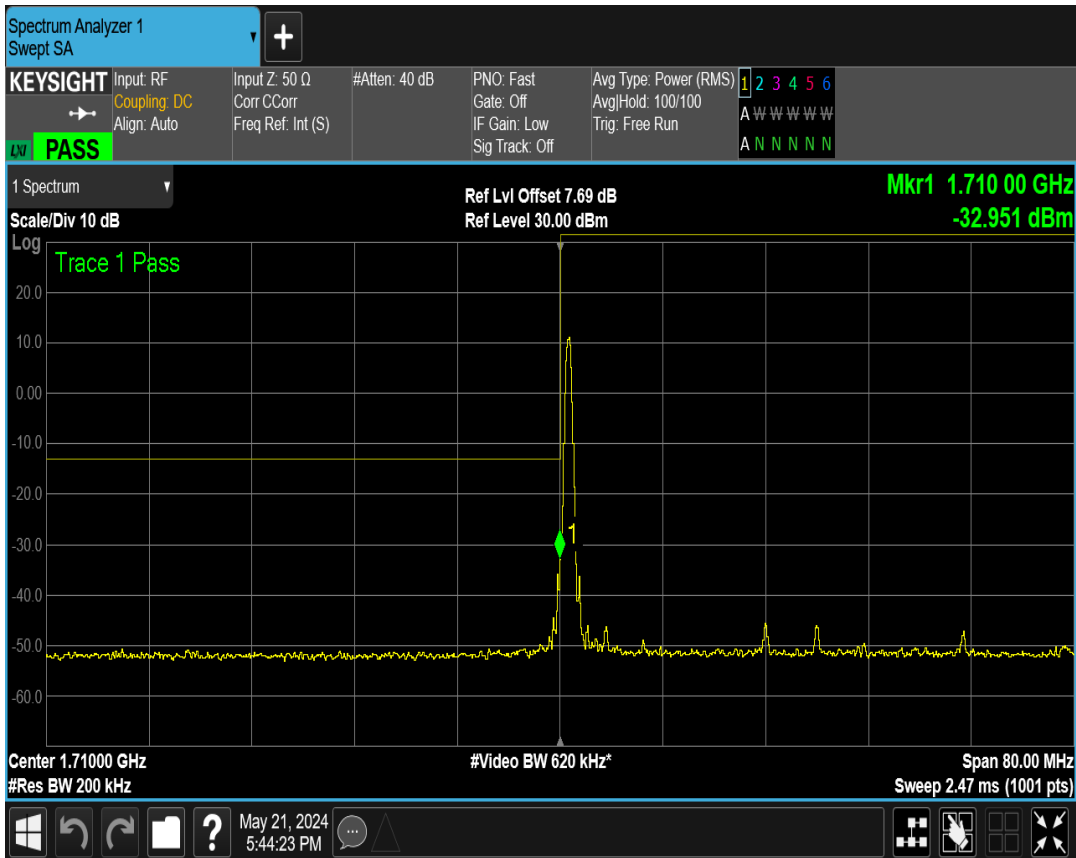 Spectrum Analyzer 1
Swept SA
+
KEYSIGHT
LXI PASS
Input: RF
Coupling: DC
Align: Auto
Input Z: 50 Ω
Corr CCorr
Freq Ref: Int (S)
#Atten: 40 dB
PNO: Fast
Gate: Off
IF Gain: Low
Sig Track: Off
Avg Type: Power (RMS)
Avg|Hold: 100/100
Trig: Free Run
1 2 3 4 5 6
A W W W W W
A N N N N N
1 Spectrum
Scale/Div 10 dB
Ref Lvl Offset 7.69 dB
Ref Level 30.00 dBm
Mkr1 1.710 00 GHz
-32.951 dBm
Log
Trace 1 Pass
20.0
10.0
0.00
-10.0
-20.0
1
-30.0
-40.0
-50.0
-60.0
Center 1.71000 GHz
#Video BW 620 kHz*
Span 80.00 MHz
#Res BW 200 kHz
Sweep 2.47 ms (1001 pts)
?
May 21, 2024
5:44:23 PM